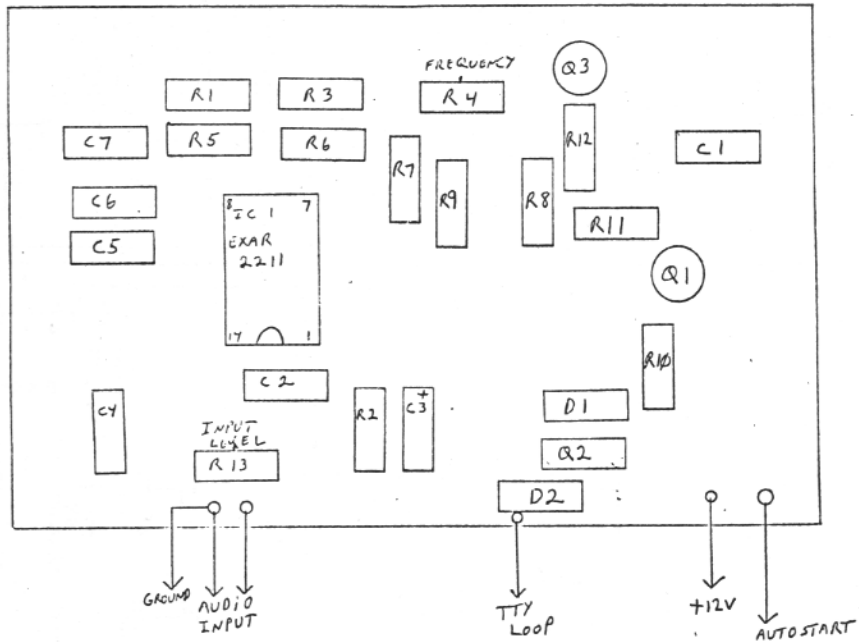 FREQUENCY
Q3
R1
R3
R4
C7
R5
R6
R7
R12
C1
C6
R9
R8
8
IC 1
7
R11
C5
EXAR
2211
Q1
14
1
R10
C2
C4
R2
+
C3
D1
INPUT
LEVEL
R13
Q2
D2
GROUND
AUDIO
INPUT
TTY
LOOP
+12V
AUTOSTART